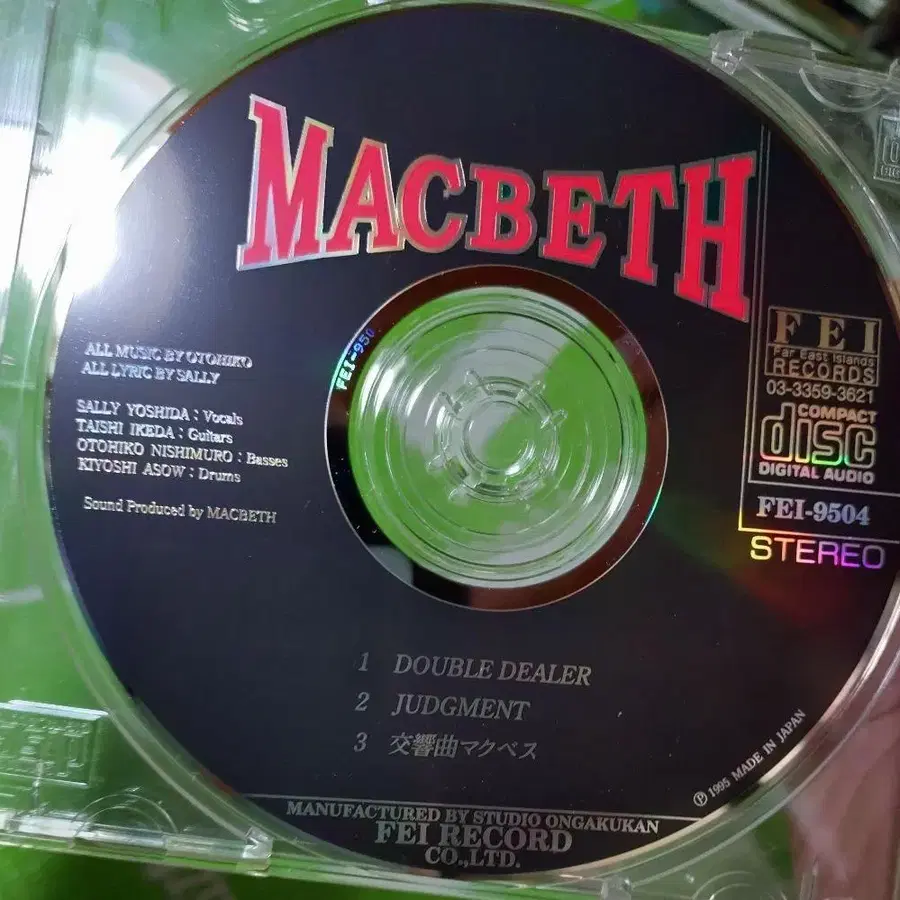 MACBETH
ALL MUSIC BY OTOHIKO
ALL LYRIC BY SALLY
SALLY YOSHIDA : Vocals
TAISHI IKEDA : Guitars
OTOHIKO NISHIMURO : Basses
KIYOSHI ASOW : Drums
Sound Produced by MACBETH
FEI-950
FEI
Far East Islands
RECORDS
03-3359-3621
COMPACT
disc
DIGITAL AUDIO
FEI-9504
STEREO
1 DOUBLE DEALER
2 JUDGMENT
3 交響曲マクベス
Ⓟ 1995 MADE IN JAPAN
MANUFACTURED BY STUDIO ONGAKUKAN
FEI RECORD
CO.,LTD.